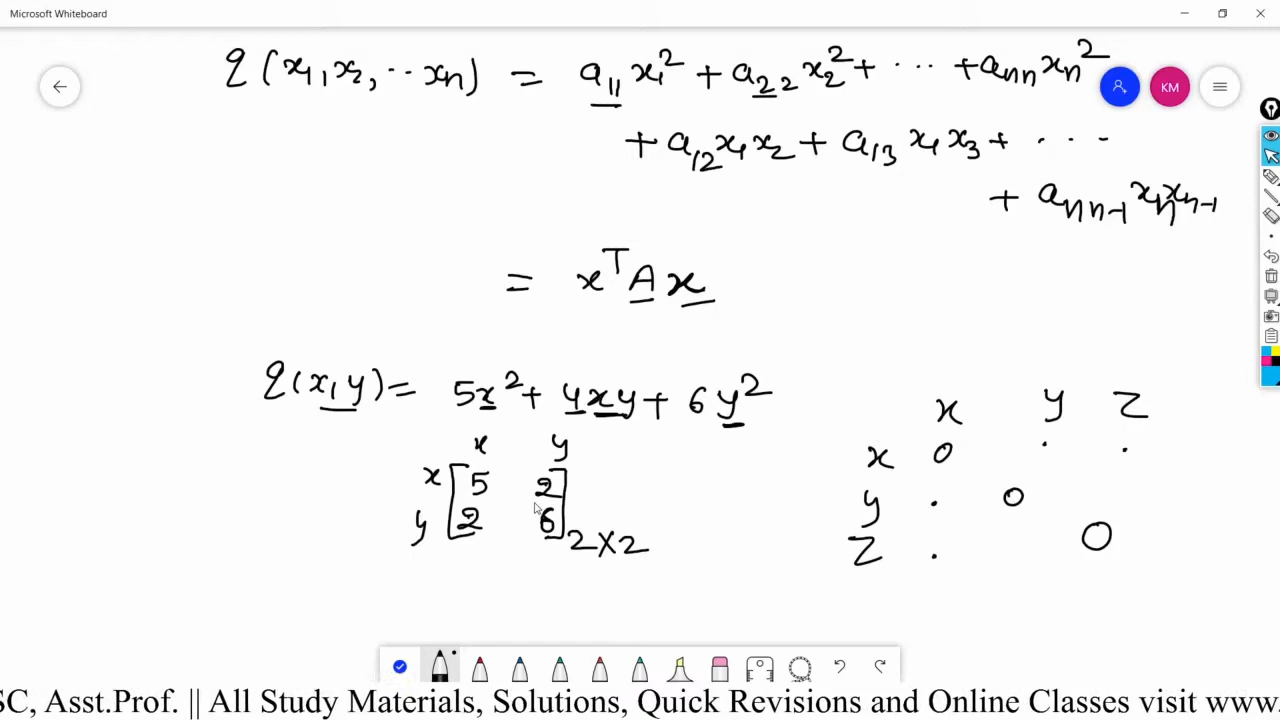 Microsoft Whiteboard
q(x₁,x₂,··xₙ) = a₁₁x₁² + a₂₂x₂² + ··· + aₙₙxₙ²
KM
+ a₁₂x₁x₂ + a₁₃x₁x₃ + ···
+ aₙₙ₋₁xₙxₙ₋₁
= xᵀAx
q(x,y) = 5x² + 4xy + 6y²
x y
x [5 2
y 2 6] 2×2
x y z
x 0 . .
y . 0
z . 0
SC, Asst.Prof. || All Study Materials, Solutions, Quick Revisions and Online Classes visit www.